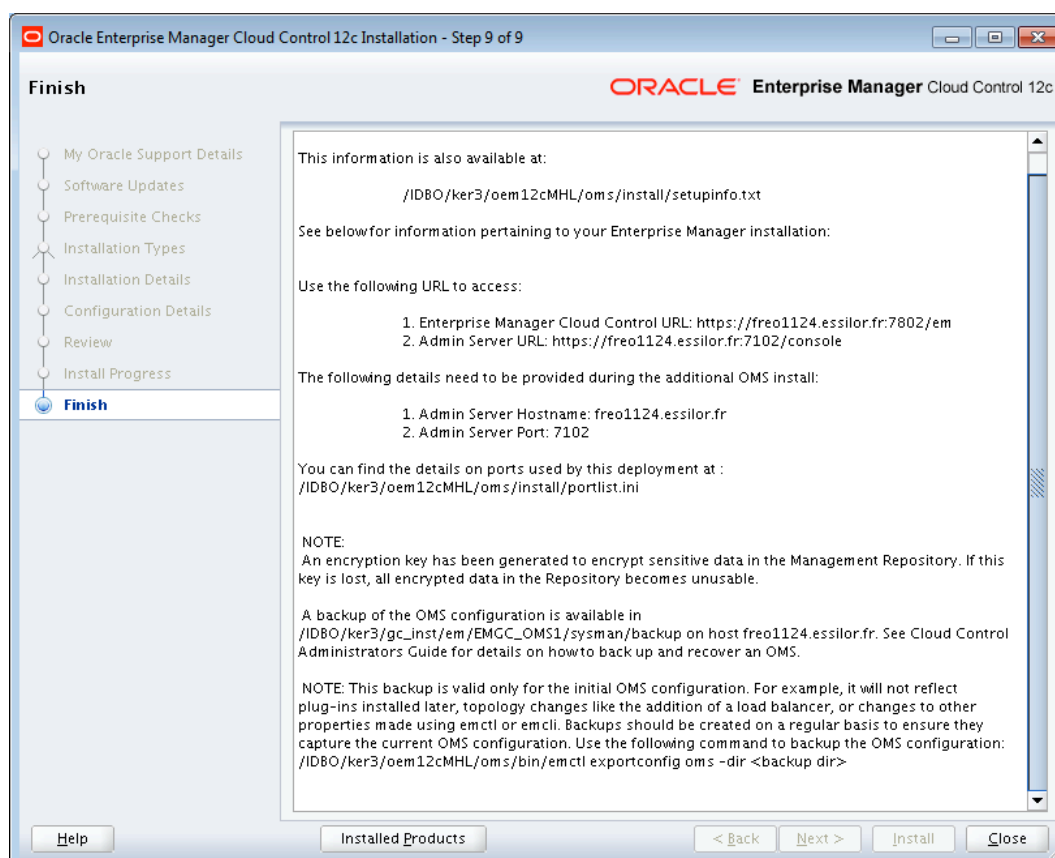 Oracle Enterprise Manager Cloud Control 12c Installation - Step 9 of 9
Finish
ORACLE Enterprise Manager Cloud Control 12c
My Oracle Support Details
Software Updates
Prerequisite Checks
Installation Types
Installation Details
Configuration Details
Review
Install Progress
Finish
This information is also available at:
/IDBO/ker3/oem12cMHL/oms/install/setupinfo.txt
See below for information pertaining to your Enterprise Manager installation:
Use the following URL to access:
1. Enterprise Manager Cloud Control URL: https://freo1124.essilor.fr:7802/em
2. Admin Server URL: https://freo1124.essilor.fr:7102/console
The following details need to be provided during the additional OMS install:
1. Admin Server Hostname: freo1124.essilor.fr
2. Admin Server Port: 7102
You can find the details on ports used by this deployment at :
/IDBO/ker3/oem12cMHL/oms/install/portlist.ini
NOTE:
An encryption key has been generated to encrypt sensitive data in the Management Repository. If this
key is lost, all encrypted data in the Repository becomes unusable.
A backup of the OMS configuration is available in
/IDBO/ker3/gc_inst/em/EMGC_OMS1/sysman/backup on host freo1124.essilor.fr. See Cloud Control
Administrators Guide for details on how to back up and recover an OMS.
NOTE: This backup is valid only for the initial OMS configuration. For example, it will not reflect
plug-ins installed later, topology changes like the addition of a load balancer, or changes to other
properties made using emctl or emcli. Backups should be created on a regular basis to ensure they
capture the current OMS configuration. Use the following command to backup the OMS configuration:
/IDBO/ker3/oem12cMHL/oms/bin/emctl exportconfig oms -dir <backup dir>
Help
Installed Products
< Back
Next >
Install
Close